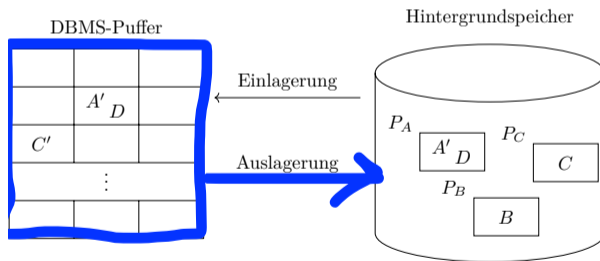 DBMS-Puffer
Hintergrundspeicher
Einlagerung
A′ D
C′
⋮
Auslagerung
P_A
A′ D
P_C
C
P_B
B